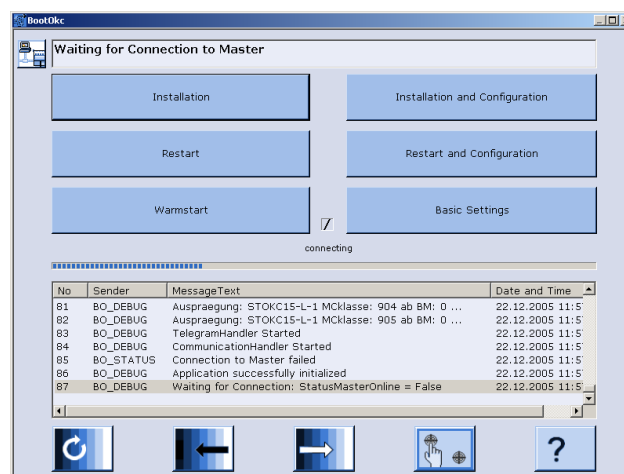 BootOkc
Waiting for Connection to Master
Installation
Installation and Configuration
Restart
Restart and Configuration
Warmstart
Basic Settings
connecting
No Sender MessageText Date and Time
81 BO_DEBUG Auspraegung: STOKC15-L-1 MCklasse: 904 ab BM: 0 ... 22.12.2005 11:5
82 BO_DEBUG Auspraegung: STOKC15-L-1 MCklasse: 905 ab BM: 0 ... 22.12.2005 11:5
83 BO_DEBUG TelegramHandler Started 22.12.2005 11:5
84 BO_DEBUG CommunicationHandler Started 22.12.2005 11:5
85 BO_STATUS Connection to Master failed 22.12.2005 11:5
86 BO_DEBUG Application successfully initialized 22.12.2005 11:5
87 BO_DEBUG Waiting for Connection: StatusMasterOnline = False 22.12.2005 11:5
?